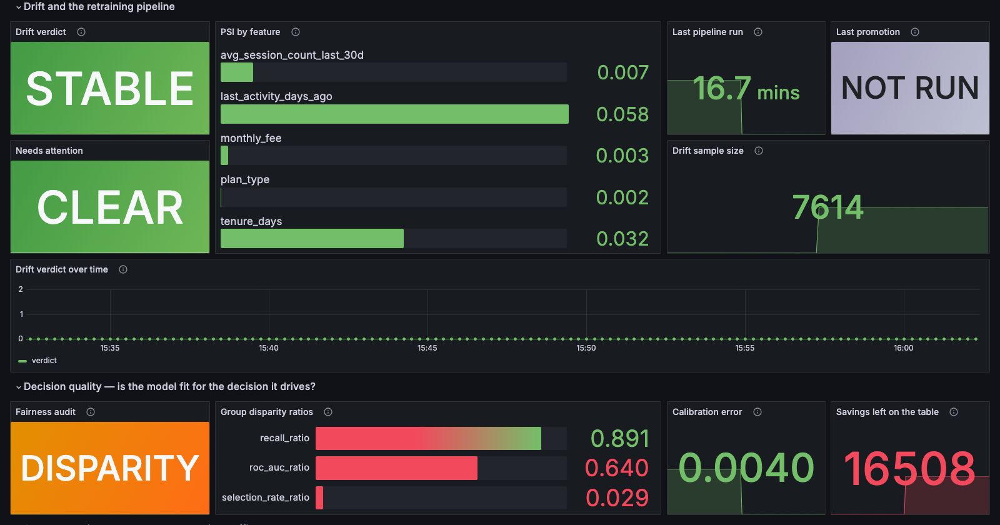 Drift and the retraining pipeline
Drift verdict
STABLE
Needs attention
CLEAR
PSI by feature
avg_session_count_last_30d
0.007
last_activity_days_ago
0.058
monthly_fee
0.003
plan_type
0.002
tenure_days
0.032
Last pipeline run
16.7 mins
Last promotion
NOT RUN
Drift sample size
7614
Drift verdict over time
2
1
0
15:35 15:40 15:45 15:50 15:55 16:00
verdict
Decision quality — is the model fit for the decision it drives?
Fairness audit
DISPARITY
Group disparity ratios
recall_ratio 0.891
roc_auc_ratio 0.640
selection_rate_ratio 0.029
Calibration error
0.0040
Savings left on the table
16508